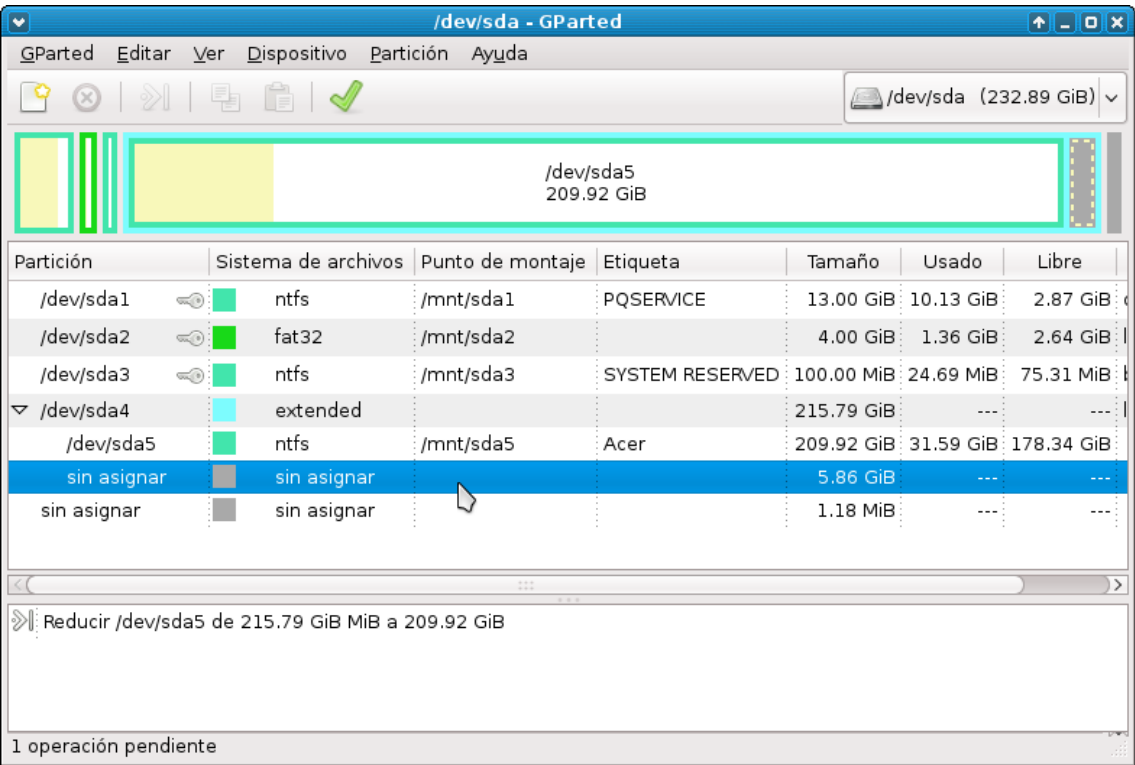 /dev/sda - GParted
GParted Editar Ver Dispositivo Partición Ayuda
/dev/sda (232.89 GiB)
/dev/sda5
209.92 GiB
Partición Sistema de archivos Punto de montaje Etiqueta Tamaño Usado Libre
/dev/sda1 ntfs /mnt/sda1 PQSERVICE 13.00 GiB 10.13 GiB 2.87 GiB
/dev/sda2 fat32 /mnt/sda2 4.00 GiB 1.36 GiB 2.64 GiB
/dev/sda3 ntfs /mnt/sda3 SYSTEM RESERVED 100.00 MiB 24.69 MiB 75.31 MiB
/dev/sda4 extended 215.79 GiB --- ---
/dev/sda5 ntfs /mnt/sda5 Acer 209.92 GiB 31.59 GiB 178.34 GiB
sin asignar sin asignar 5.86 GiB --- ---
sin asignar sin asignar 1.18 MiB --- ---
Reducir /dev/sda5 de 215.79 GiB MiB a 209.92 GiB
1 operación pendiente